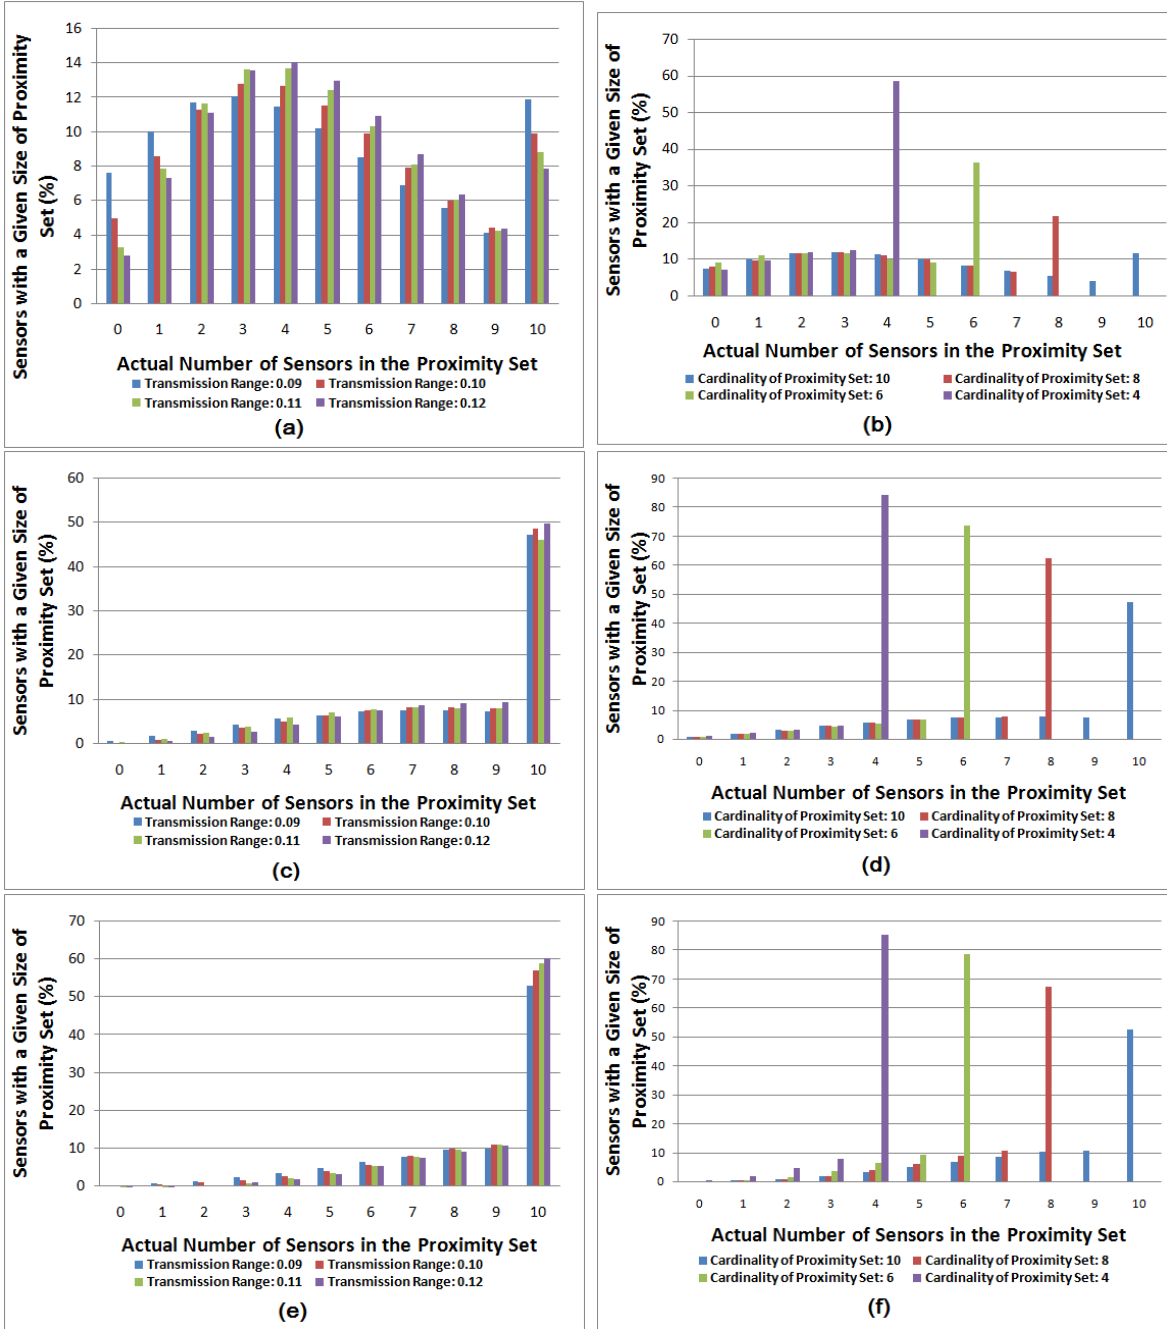 Sensors with a Given Size of Proximity
Set (%)
16
14
12
10
8
6
4
2
0
0 1 2 3 4 5 6 7 8 9 10
Actual Number of Sensors in the Proximity Set
Transmission Range: 0.09 Transmission Range: 0.10
Transmission Range: 0.11 Transmission Range: 0.12
(a)
Sensors with a Given Size of
Proximity Set (%)
70
60
50
40
30
20
10
0
0 1 2 3 4 5 6 7 8 9 10
Actual Number of Sensors in the Proximity Set
Cardinality of Proximity Set: 10 Cardinality of Proximity Set: 8
Cardinality of Proximity Set: 6 Cardinality of Proximity Set: 4
(b)
Sensors with a Given Size of
Proximity Set (%)
60
50
40
30
20
10
0
0 1 2 3 4 5 6 7 8 9 10
Actual Number of Sensors in the Proximity Set
Transmission Range: 0.09 Transmission Range: 0.10
Transmission Range: 0.11 Transmission Range: 0.12
(c)
Sensors with a Given Size of
Proximity Set (%)
90
80
70
60
50
40
30
20
10
0
0 1 2 3 4 5 6 7 8 9 10
Actual Number of Sensors in the Proximity Set
Cardinality of Proximity Set: 10 Cardinality of Proximity Set: 8
Cardinality of Proximity Set: 6 Cardinality of Proximity Set: 4
(d)
Sensors with a Given Size of
Proximity Set (%)
70
60
50
40
30
20
10
0
0 1 2 3 4 5 6 7 8 9 10
Actual Number of Sensors in the Proximity Set
Transmission Range: 0.09 Transmission Range: 0.10
Transmission Range: 0.11 Transmission Range: 0.12
(e)
Sensors with a Given Size of
Proximity Set (%)
90
80
70
60
50
40
30
20
10
0
0 1 2 3 4 5 6 7 8 9 10
Actual Number of Sensors in the Proximity Set
Cardinality of Proximity Set: 10 Cardinality of Proximity Set: 8
Cardinality of Proximity Set: 6 Cardinality of Proximity Set: 4
(f)